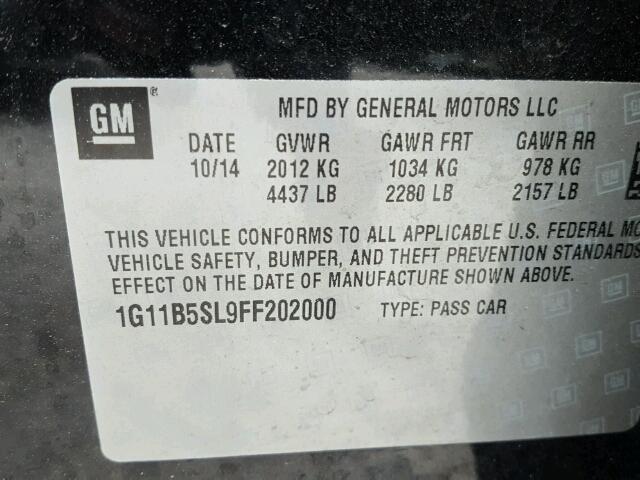 GM ® MFD BY GENERAL MOTORS LLC
DATE GVWR GAWR FRT GAWR RR
10/14 2012 KG 1034 KG 978 KG
4437 LB 2280 LB 2157 LB
THIS VEHICLE CONFORMS TO ALL APPLICABLE U.S. FEDERAL MO
VEHICLE SAFETY, BUMPER, AND THEFT PREVENTION STANDARDS
EFFECT ON THE DATE OF MANUFACTURE SHOWN ABOVE.
1G11B5SL9FF202000 TYPE: PASS CAR